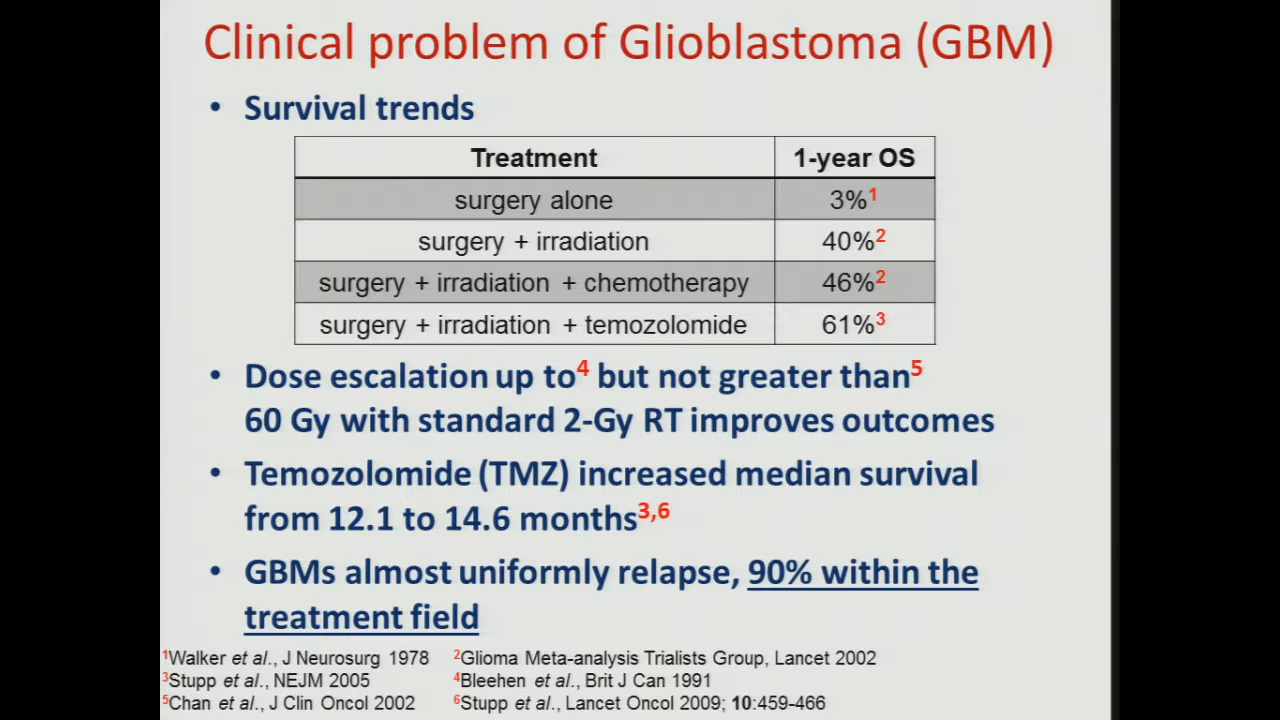 Clinical problem of Glioblastoma (GBM)
• Survival trends
Treatment 1-year OS
surgery alone 3%1
surgery + irradiation 40%2
surgery + irradiation + chemotherapy 46%2
surgery + irradiation + temozolomide 61%3
• Dose escalation up to4 but not greater than5
60 Gy with standard 2-Gy RT improves outcomes
• Temozolomide (TMZ) increased median survival
from 12.1 to 14.6 months3,6
• GBMs almost uniformly relapse, 90% within the
treatment field
1Walker et al., J Neurosurg 1978 2Glioma Meta-analysis Trialists Group, Lancet 2002
3Stupp et al., NEJM 2005 4Bleehen et al., Brit J Can 1991
5Chan et al., J Clin Oncol 2002 6Stupp et al., Lancet Oncol 2009; 10:459-466